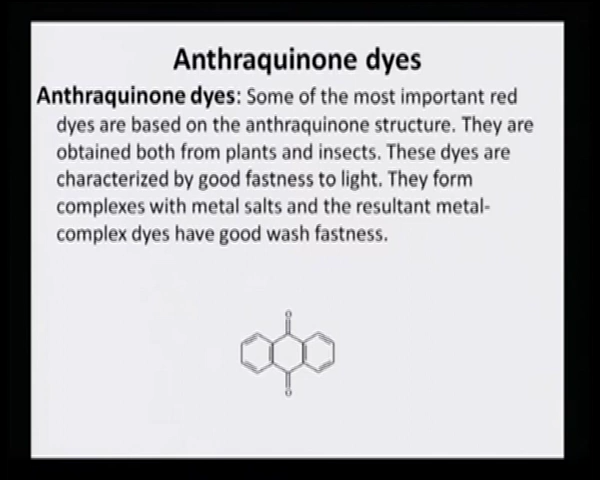 Anthraquinone dyes
Anthraquinone dyes: Some of the most important red
dyes are based on the anthraquinone structure. They are
obtained both from plants and insects. These dyes are
characterized by good fastness to light. They form
complexes with metal salts and the resultant metal-
complex dyes have good wash fastness.
O
O